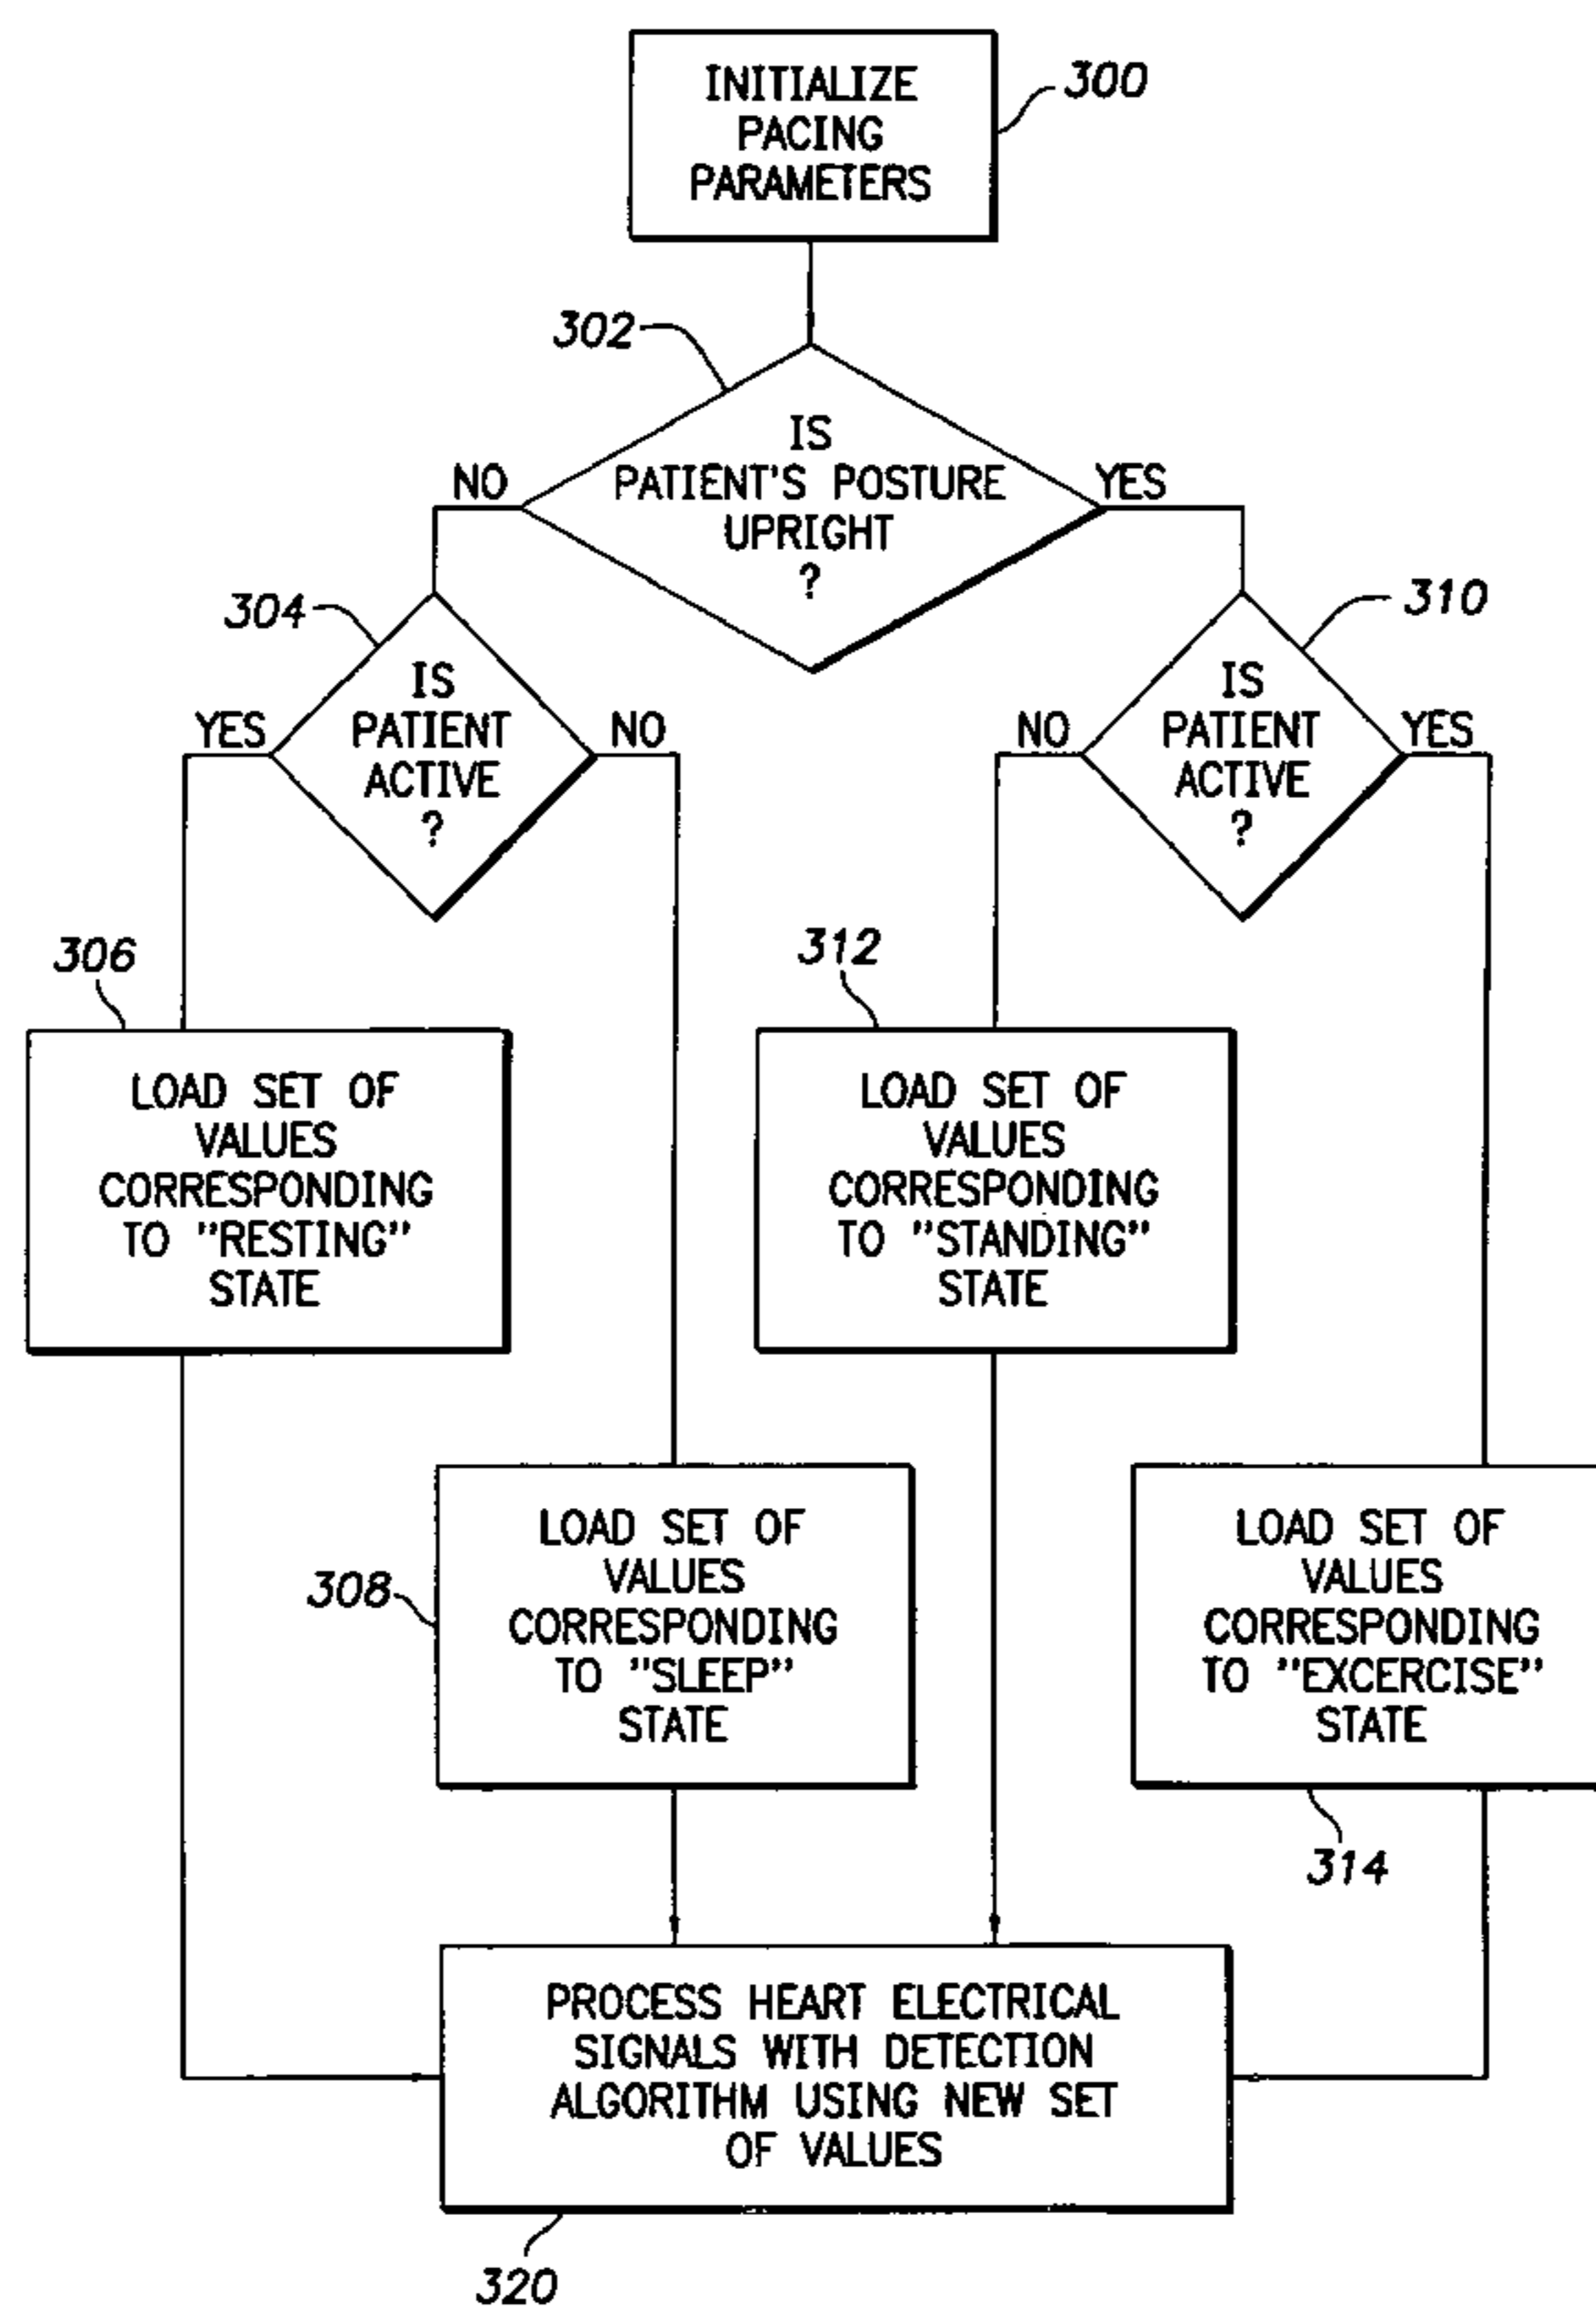 INITIALIZE
PACING
PARAMETERS
300
302
IS
PATIENT'S POSTURE
UPRIGHT
?
NO
YES
304
IS
PATIENT
ACTIVE
?
YES
NO
310
IS
PATIENT
ACTIVE
?
NO
YES
306
LOAD SET OF
VALUES
CORRESPONDING
TO "RESTING"
STATE
312
LOAD SET OF
VALUES
CORRESPONDING
TO "STANDING"
STATE
308
LOAD SET OF
VALUES
CORRESPONDING
TO "SLEEP"
STATE
LOAD SET OF
VALUES
CORRESPONDING
TO "EXCERCISE"
STATE
314
PROCESS HEART ELECTRICAL
SIGNALS WITH DETECTION
ALGORITHM USING NEW SET
OF VALUES
320